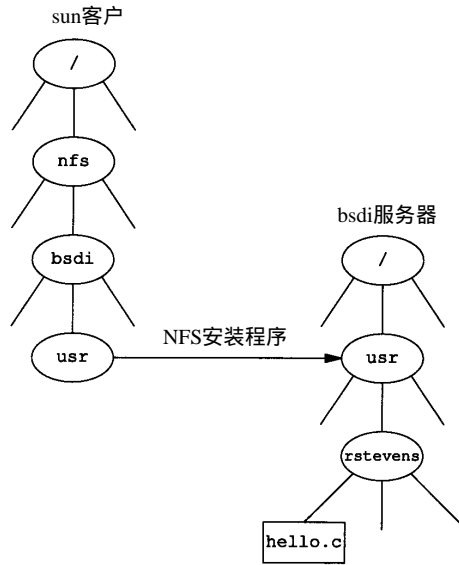 sun客户
/
nfs
bsdi
usr
NFS安装程序
bsdi服务器
/
usr
rstevens
hello.c